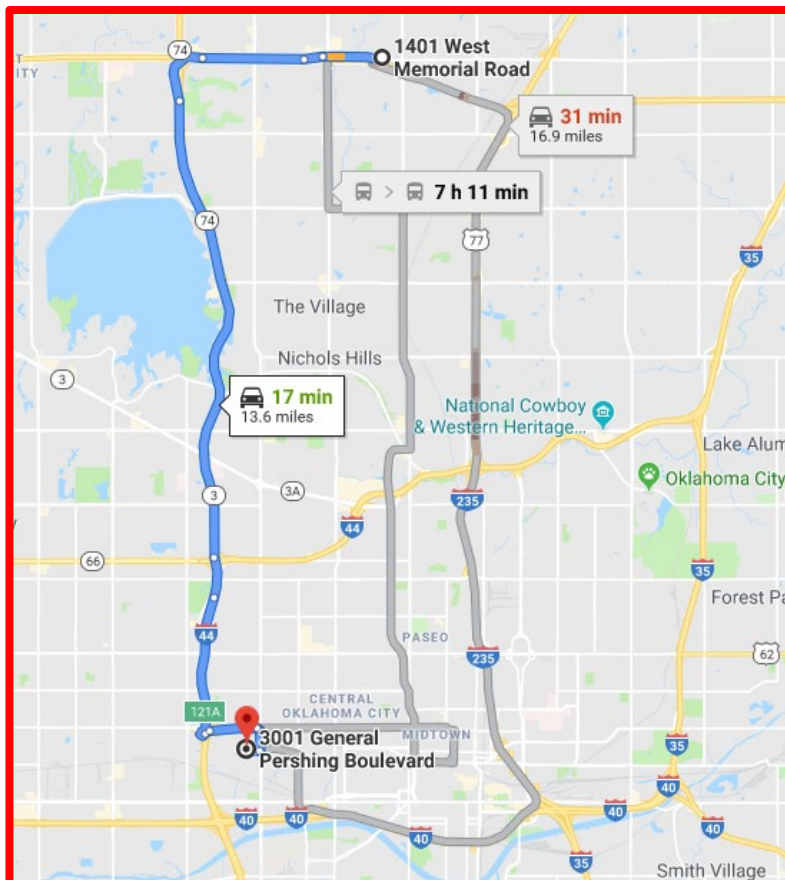 74
1401 West
Memorial Road
T
ITY
31 min
16.9 miles
7 h 11 min
74
77
35
The Village
Nichols Hills
3
17 min
13.6 miles
National Cowboy
& Western Heritage...
Lake Alum
3A
3
235
Oklahoma City
44
66
35
Forest Pa
44
PASEO
62
235
121A
CENTRAL
OKLAHOMA CITY
MIDTOWN
3001 General
Pershing Boulevard
35
40
40
40
40
40
40
35
Smith Village